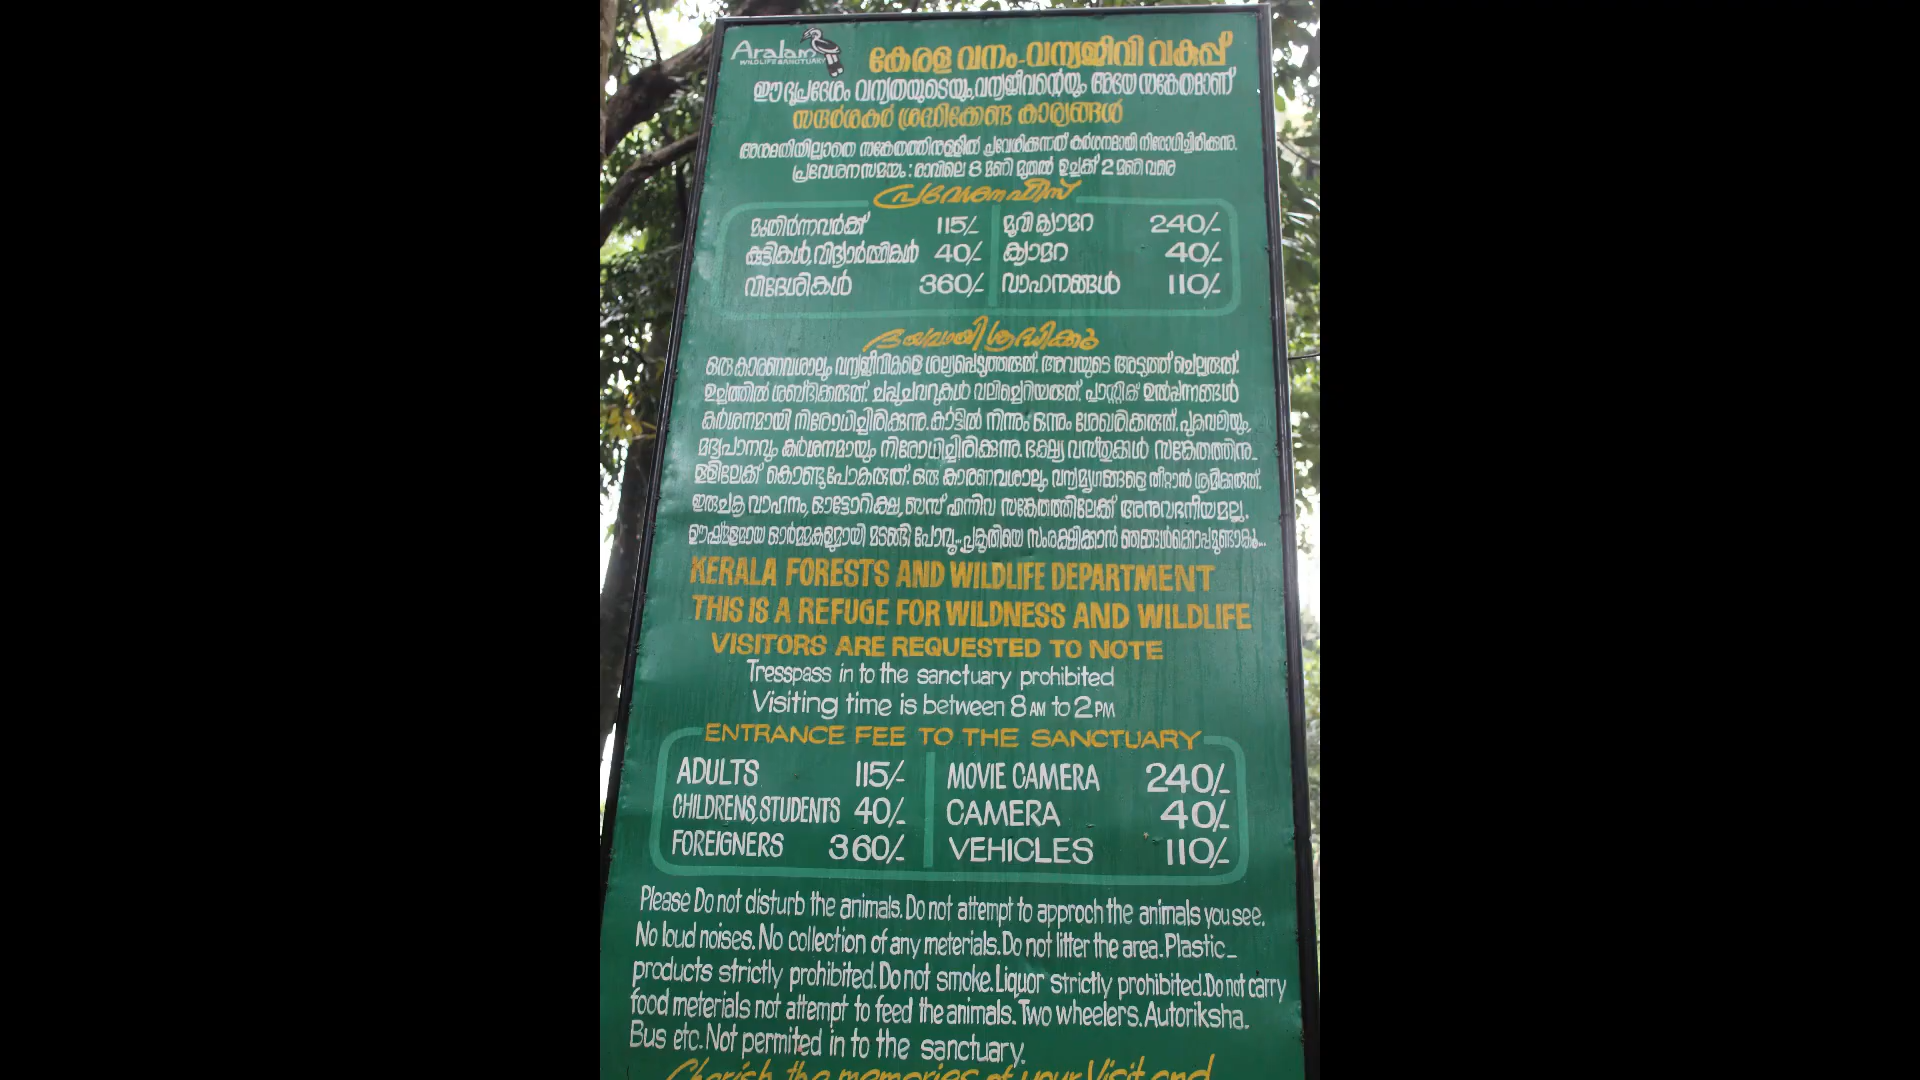 Aralam
WILDLIFE SANCTUARY
കേരള വനം-വന്യജീവി വകുപ്പ്
ഈ ഭൂപ്രദേശം വന്യതയുടെയും,വന്യജീവന്റെയും അഭയ സങ്കേതമാണ്
സന്ദർശകർ ശ്രദ്ധിക്കേണ്ട കാര്യങ്ങൾ
അനുമതിയില്ലാതെ സങ്കേതത്തിനുള്ളിൽ പ്രവേശിക്കുന്നത് കർശനമായി നിരോധിച്ചിരിക്കുന്നു.
പ്രവേശനസമയം : രാവിലെ 8 മണി മുതൽ ഉച്ചക്ക് 2 മണി വരെ
പ്രവേശന ഫീസ്
മുതിർന്നവർക്ക് 115/- മൂവി ക്യാമറ 240/-
കുട്ടികൾ,വിദ്യാർത്ഥികൾ 40/- ക്യാമറ 40/-
വിദേശികൾ 360/- വാഹനങ്ങൾ 110/-
ദയവായി ശ്രദ്ധിക്കു
ഒരു കാരണവശാലും വന്യജീവികളെ ശല്യപ്പെടുത്തരുത്. അവയുടെ അടുത്ത് ചെല്ലരുത്.
ഉച്ചത്തിൽ ശബ്ദിക്കരുത്. ചപ്പുചവറുകൾ വലിച്ചെറിയരുത്. പ്ലാസ്റ്റിക് ഉൽപ്പന്നങ്ങൾ
കർശനമായി നിരോധിച്ചിരിക്കുന്നു. കാട്ടിൽ നിന്നും ഒന്നും ശേഖരിക്കരുത്. പുകവലിയും,
മദ്യപാനവും കർശനമായും നിരോധിച്ചിരിക്കുന്നു. ഭക്ഷ്യ വസ്തുക്കൾ സങ്കേതത്തിനു-
ള്ളിലേക്ക് കൊണ്ടുപോകരുത്. ഒരു കാരണവശാലും വന്യമൃഗങ്ങളെ തീറ്റാൻ ശ്രമിക്കരുത്.
ഇരുചക്ര വാഹനം, ഓട്ടോറിക്ഷ, ബസ് എന്നിവ സങ്കേതത്തിലേക്ക് അനുവദനീയമല്ല.
ഊഷ്മളമായ ഓർമ്മകളുമായി മടങ്ങി പോവൂ... പ്രകൃതിയെ സംരക്ഷിക്കാൻ ഞങ്ങൾക്കൊപ്പമുണ്ടാകൂ...
KERALA FORESTS AND WILDLIFE DEPARTMENT
THIS IS A REFUGE FOR WILDNESS AND WILDLIFE
VISITORS ARE REQUESTED TO NOTE
Tresspass in to the sanctuary prohibited
Visiting time is between 8 AM to 2 PM
ENTRANCE FEE TO THE SANCTUARY
ADULTS 115/- MOVIE CAMERA 240/-
CHILDRENS,STUDENTS 40/- CAMERA 40/-
FOREIGNERS 360/- VEHICLES 110/-
Please Do not disturb the animals. Do not attempt to approch the animals you see.
No loud noises. No collection of any meterials. Do not litter the area. Plastic-
products strictly prohibited. Do not smoke. Liquor strictly prohibited. Do not carry
food meterials not attempt to feed the animals. Two wheelers. Autoriksha.
Bus etc. Not permited in to the sanctuary.
Cherish the memories of your Visit and